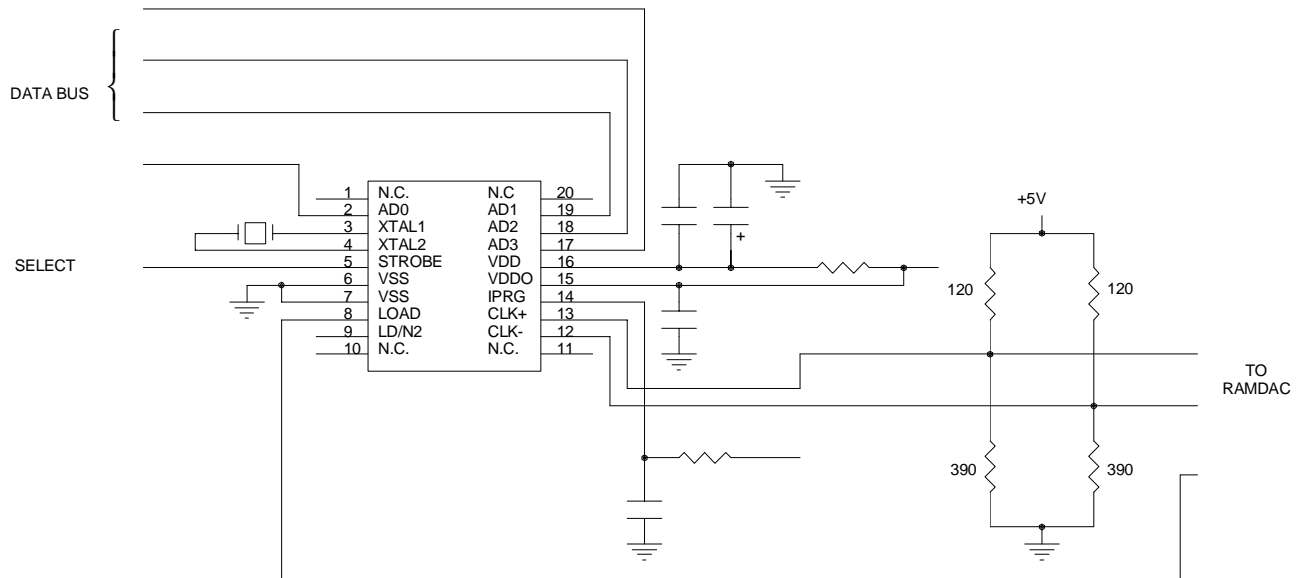 DATA BUS
SELECT
1 N.C. N.C 20
2 AD0 AD1 19
3 XTAL1 AD2 18
4 XTAL2 AD3 17
5 STROBE VDD 16
6 VSS VDDO 15
7 VSS IPRG 14
8 LOAD CLK+ 13
9 LD/N2 CLK- 12
10 N.C. N.C. 11
+
+5V
120 120
390 390
TO
RAMDAC